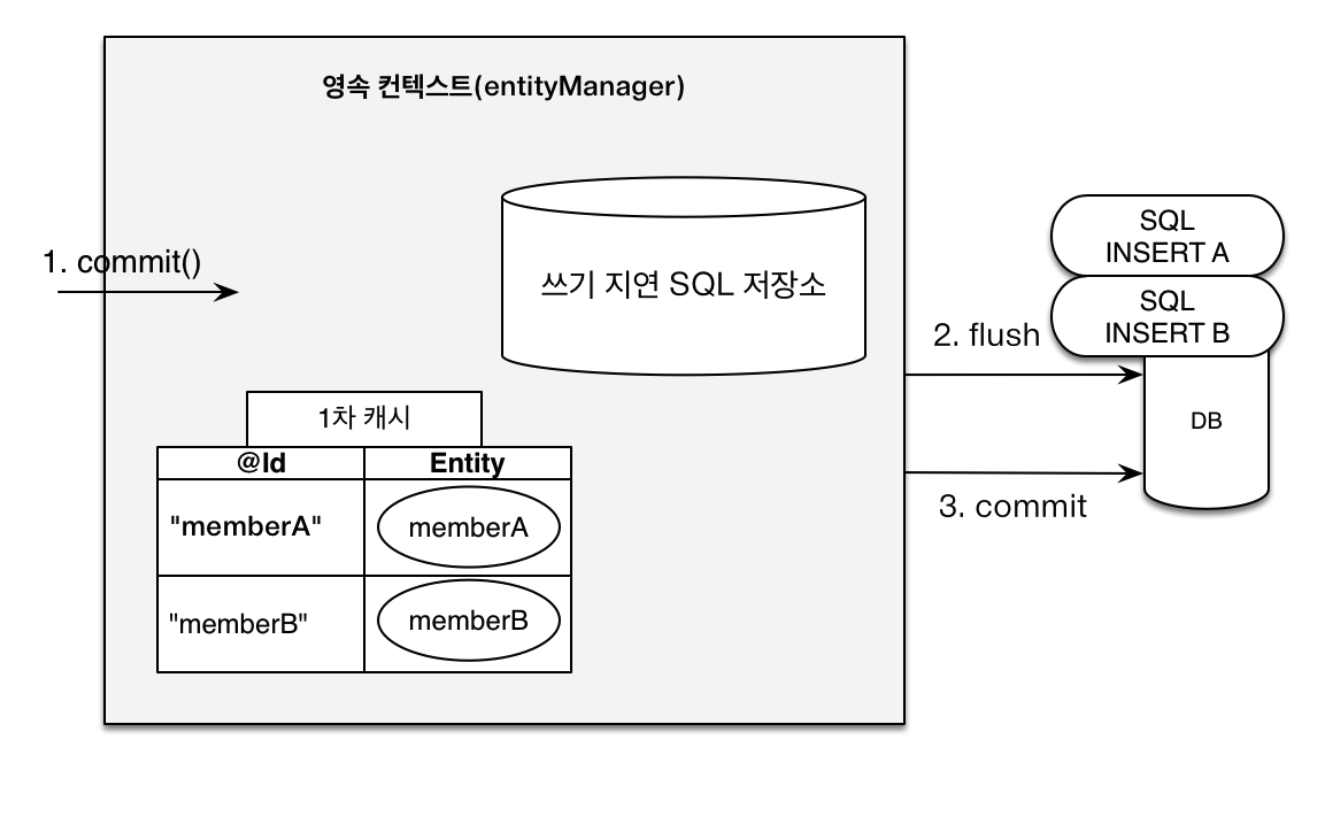 영속 컨텍스트(entityManager)
쓰기 지연 SQL 저장소
1. commit()
SQL
INSERT A
SQL
INSERT B
2. flush
DB
3. commit
1차 캐시
@Id Entity
"memberA" memberA
"memberB" memberB